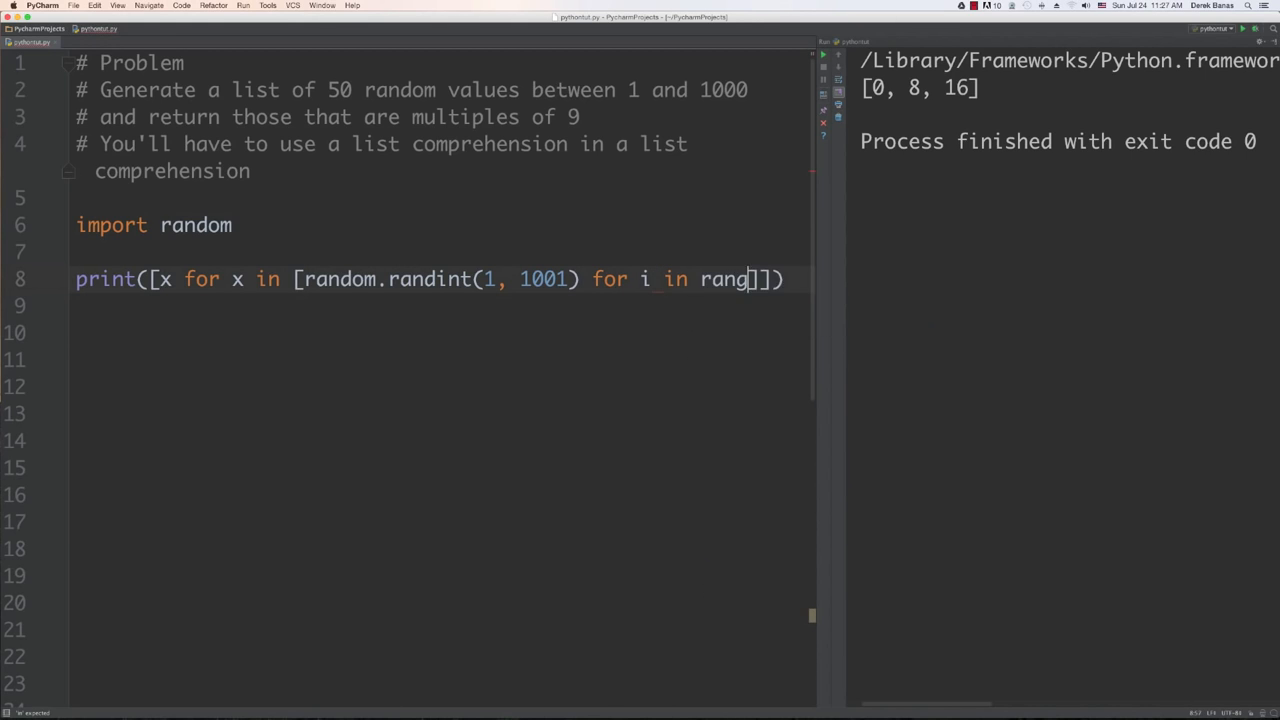 PyCharm File Edit View Navigate Code Refactor Run Tools VCS Window Help 10 Sun Jul 24 11:27 AM Derek Banas
pythontut.py - PycharmProjects - [~/PycharmProjects]
PycharmProjects pythontut.py pythontut
pythontut.py Run: pythontut
1 # Problem
2 # Generate a list of 50 random values between 1 and 1000
3 # and return those that are multiples of 9
4 # You'll have to use a list comprehension in a list
comprehension
5
6 import random
7
8 print([x for x in [random.randint(1, 1001) for i in rang]])
9
10
11
12
13
14
15
16
17
18
19
20
21
22
23
24
/Library/Frameworks/Python.framewor
[0, 8, 16]
Process finished with exit code 0
'in' expected 8:57 LF≑ UTF-8≑